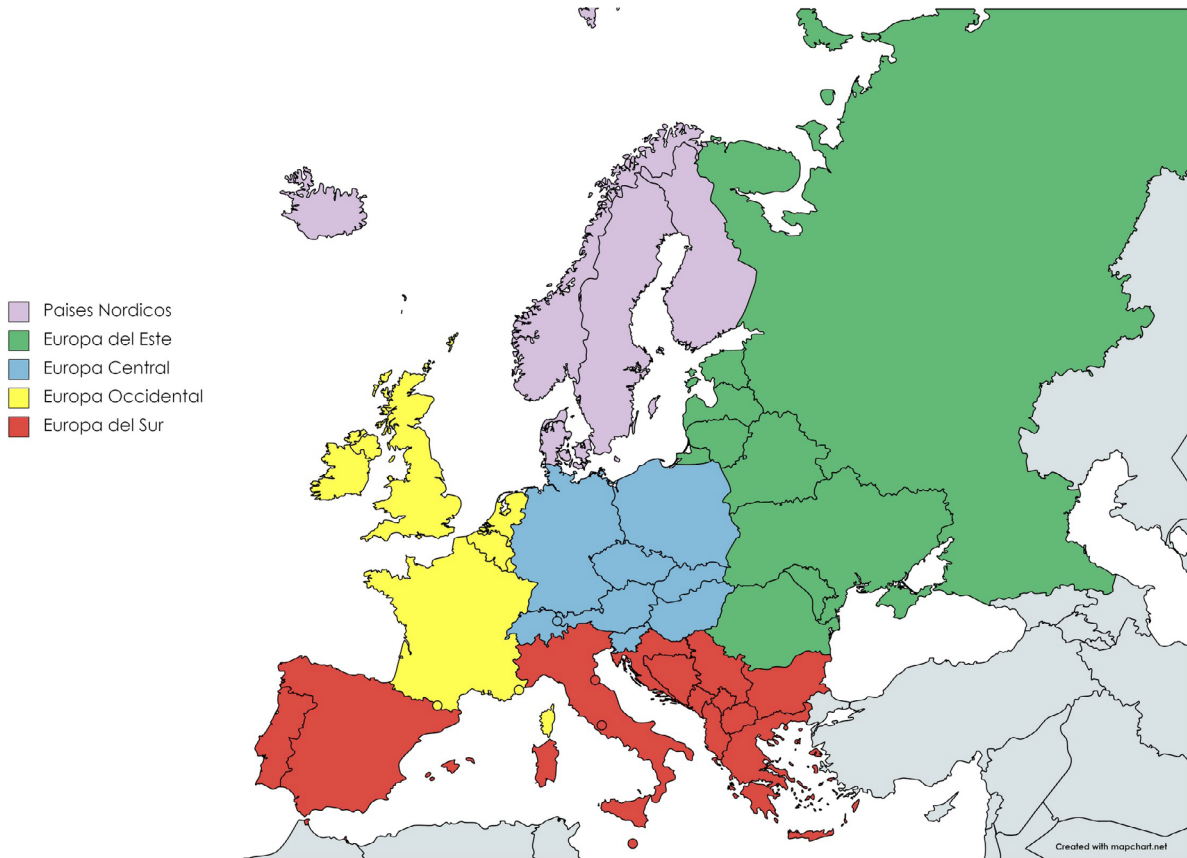 Paises Nordicos
Europa del Este
Europa Central
Europa Occidental
Europa del Sur
Created with mapchart.net